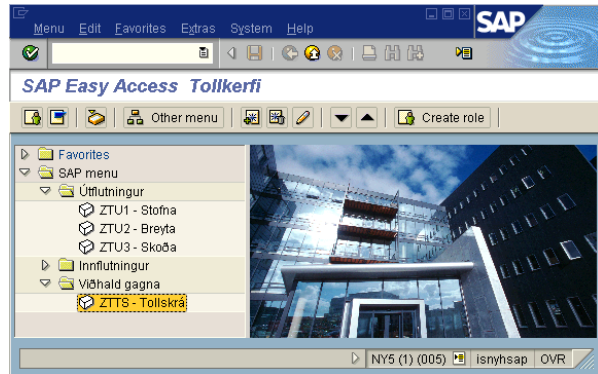 Menu Edit Favorites Extras System Help
SAP
SAP Easy Access Tollkerfi
Other menu Create role
Favorites
SAP menu
Útflutningur
ZTU1 - Stofna
ZTU2 - Breyta
ZTU3 - Skoða
Innflutningur
Viðhald gagna
ZTTS - Tollskrá
NY5 (1) (005) isnyhsap OVR